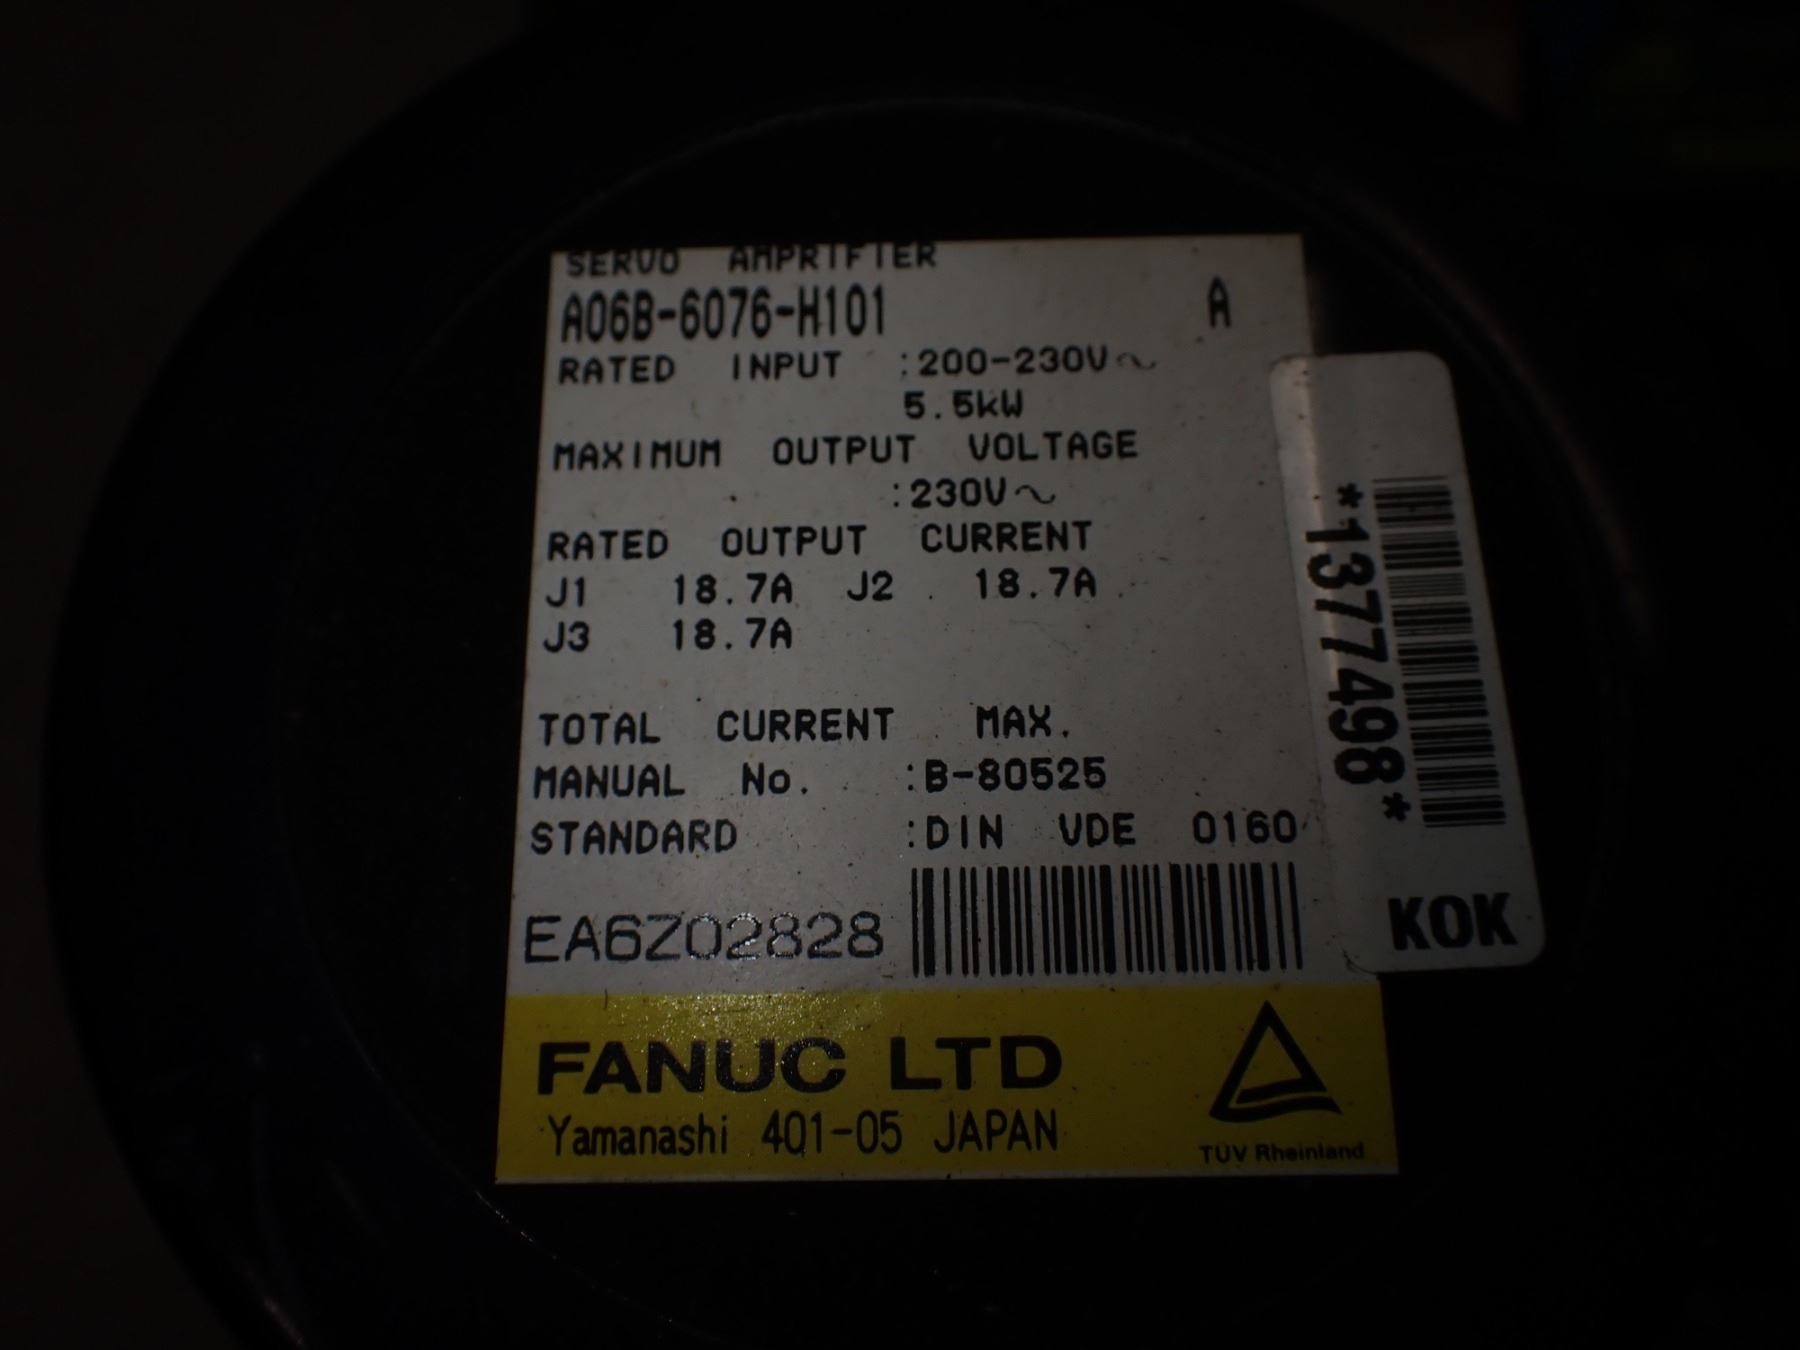 SERVO AMPRIFIER
A06B-6076-H101 A
RATED INPUT :200-230V~
5.5kW
MAXIMUM OUTPUT VOLTAGE
:230V~
RATED OUTPUT CURRENT
J1 18.7A J2 18.7A
J3 18.7A
TOTAL CURRENT MAX.
MANUAL No. :B-80525
STANDARD :DIN VDE 0160
EA6Z02828
FANUC LTD
Yamanashi 401-05 JAPAN
TÜV Rheinland
*1377498*
KOK